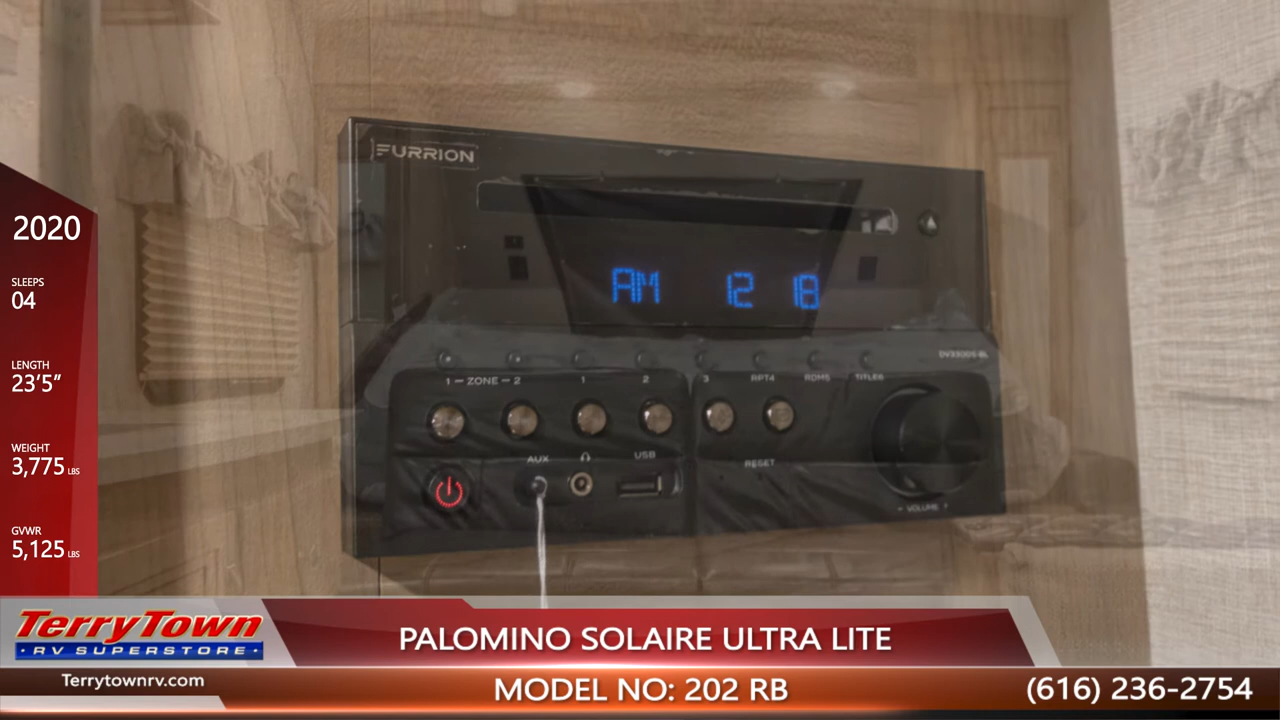 FURRION
AM 12 18
DV3300S-BL
1 — ZONE — 2 1 2 3 RPT4 RDM5 TITLE6
AUX USB
RESET
- VOLUME +
2020
SLEEPS
04
LENGTH
23'5"
WEIGHT
3,775 LBS
GVWR
5,125 LBS
TerryTown
RV SUPERSTORE
Terrytownrv.com
PALOMINO SOLAIRE ULTRA LITE
MODEL NO: 202 RB
(616) 236-2754